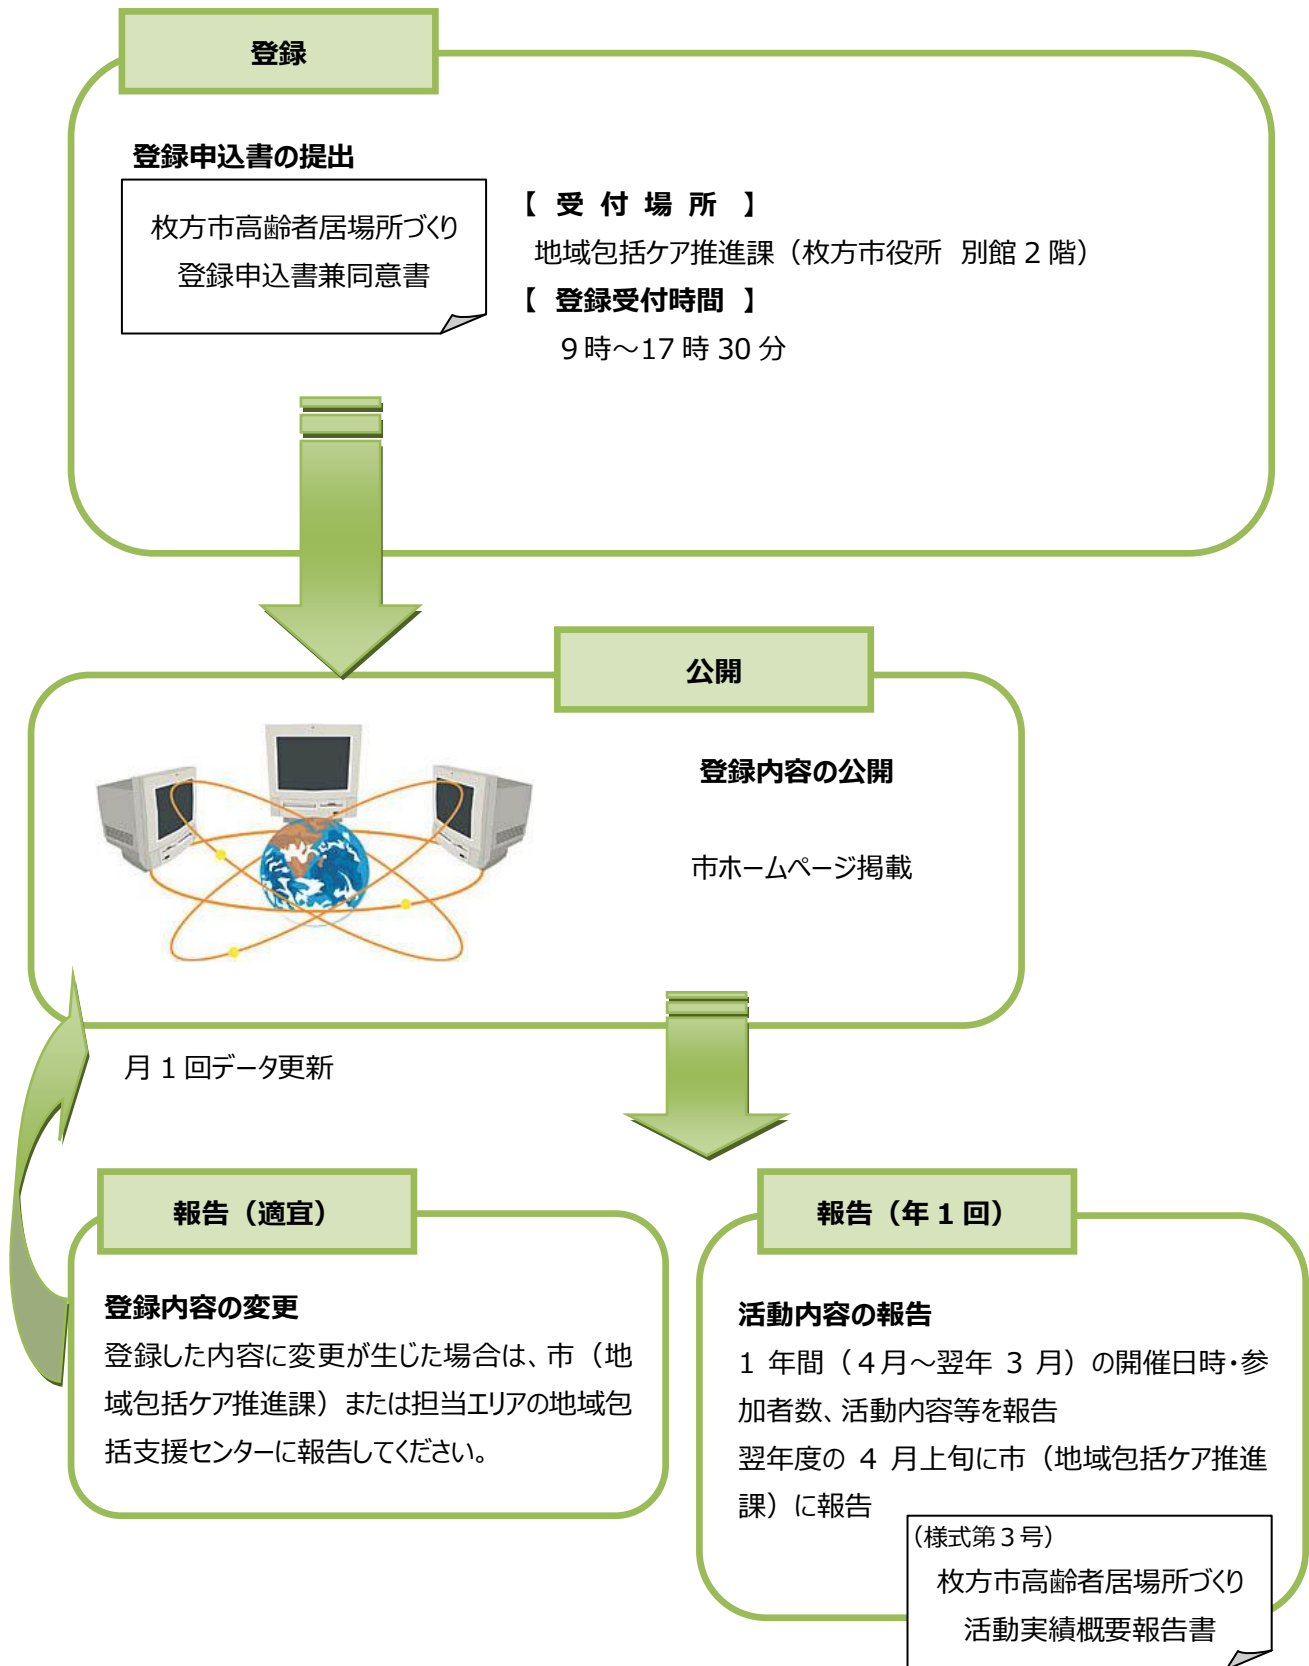 登録
登録申込書の提出
枚方市高齢者居場所づくり
登録申込書兼同意書
【 受 付 場 所 】
地域包括ケア推進課（枚方市役所 別館２階）
【 登録受付時間 】
９時～17 時 30 分
公開
登録内容の公開
市ホームページ掲載
月１回データ更新
報告（適宜）
登録内容の変更
登録した内容に変更が生じた場合は、市（地
域包括ケア推進課）または担当エリアの地域包
括支援センターに報告してください。
報告（年１回）
活動内容の報告
1 年間（４月～翌年 3 月）の開催日時・参
加者数、活動内容等を報告
翌年度の 4 月上旬に市（地域包括ケア推進
課）に報告
（様式第３号）
枚方市高齢者居場所づくり
活動実績概要報告書